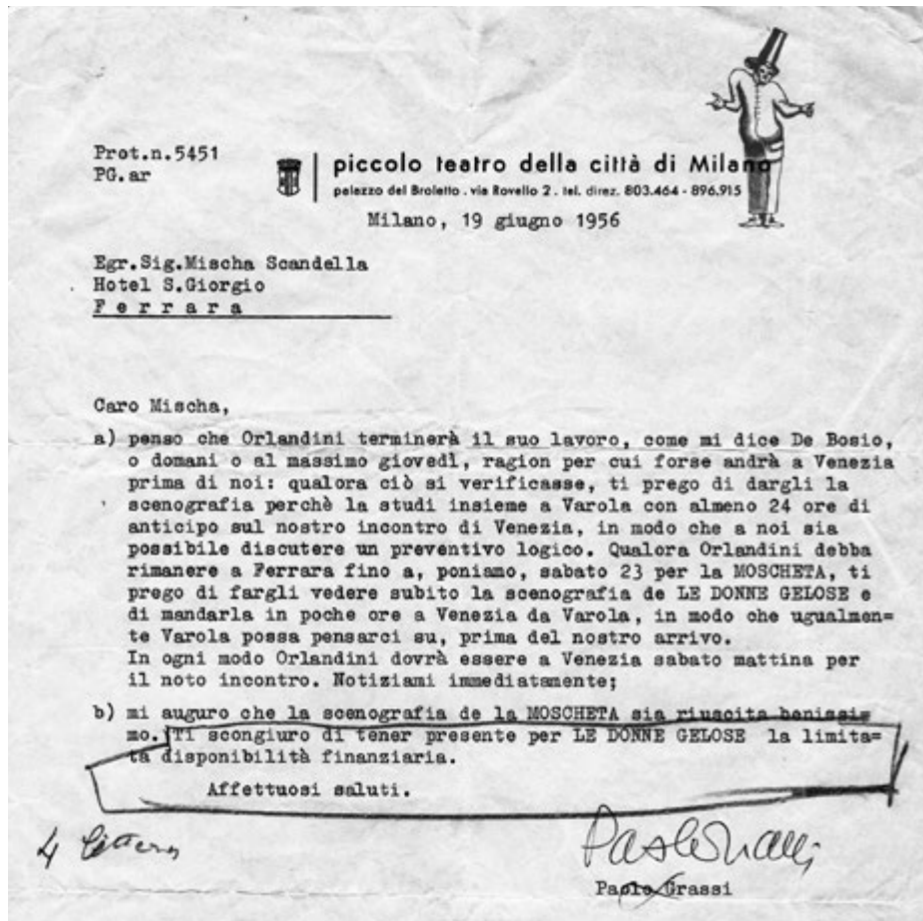 Prot.n.5451
PG.ar
piccolo teatro della città di Milano
palazzo del Broletto . via Rovello 2 . tel. direz. 803.464 - 896.915
Milano, 19 giugno 1956
Egr.Sig.Mischa Scandella
Hotel S.Giorgio
F e r r a r a
Caro Mischa,
a) penso che Orlandini terminerà il suo lavoro, come mi dice De Bosio,
o domani o al massimo giovedì, ragion per cui forse andrà a Venezia
prima di noi: qualora ciò si verificasse, ti prego di dargli la
scenografia perchè la studi insieme a Varola con almeno 24 ore di
anticipo sul nostro incontro di Venezia, in modo che a noi sia
possibile discutere un preventivo logico. Qualora Orlandini debba
rimanere a Ferrara fino a, poniamo, sabato 23 per la MOSCHETA, ti
prego di fargli vedere subito la scenografia de LE DONNE GELOSE e
di mandarla in poche ore a Venezia da Varola, in modo che ugualmen=
te Varola possa pensarci su, prima del nostro arrivo.
In ogni modo Orlandini dovrà essere a Venezia sabato mattina per
il noto incontro. Notiziami immediatamente;
b) mi auguro che la scenografia de la MOSCHETA sia riuscita benissi=
mo. Ti scongiuro di tener presente per LE DONNE GELOSE la limita=
tà disponibilità finanziaria.
Affettuosi saluti.
4
Paolo Grassi